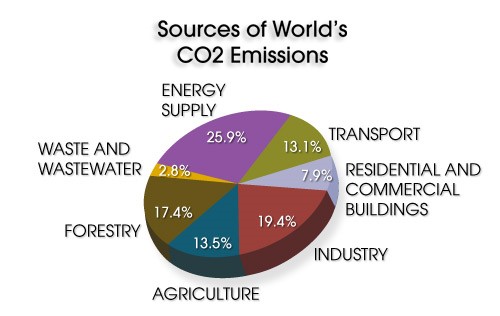 Sources of World's
CO2 Emissions
ENERGY
SUPPLY
25.9%
TRANSPORT
13.1%
WASTE AND
WASTEWATER
2.8%
RESIDENTIAL AND
COMMERCIAL
BUILDINGS
7.9%
FORESTRY
17.4%
19.4%
INDUSTRY
13.5%
AGRICULTURE